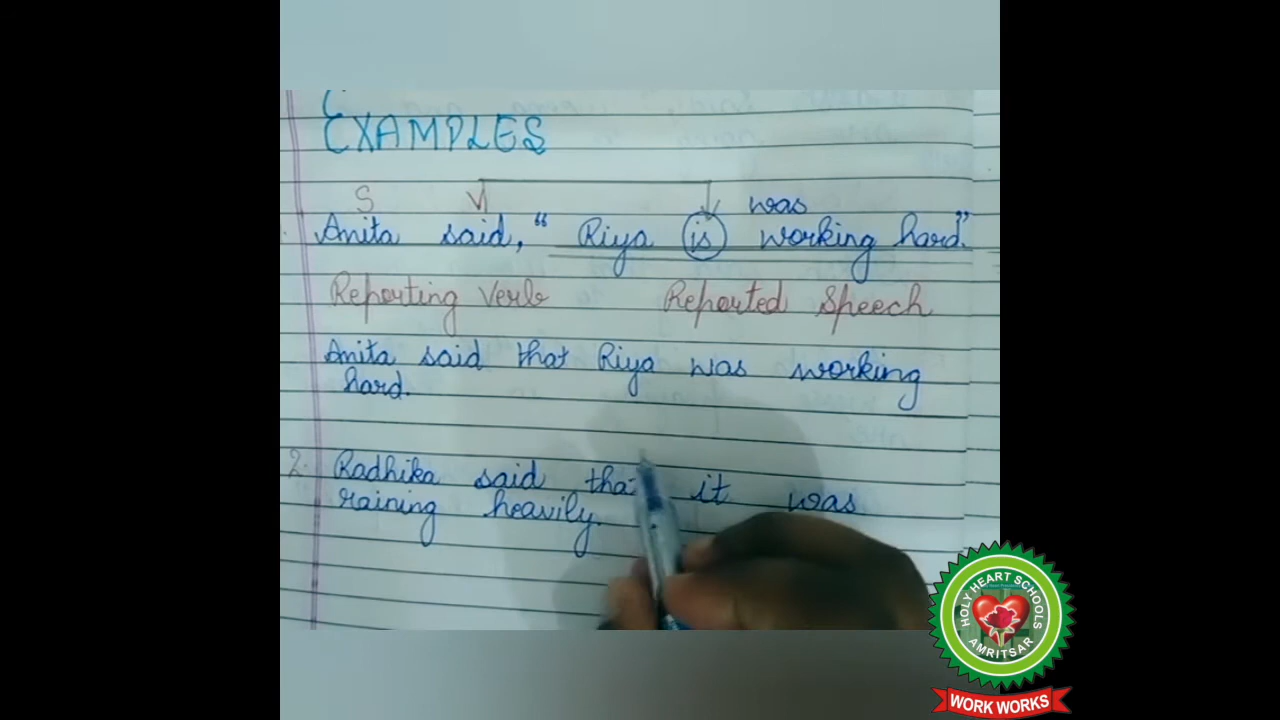 EXAMPLES
S V was
Anita said, “ Riya is working hard.”
Reporting Verb Reported Speech
Anita said that Riya was working
hard.
2. Radhika said that it was
raining heavily.
HOLY HEART SCHOOLS
AMRITSAR
WORK WORKS